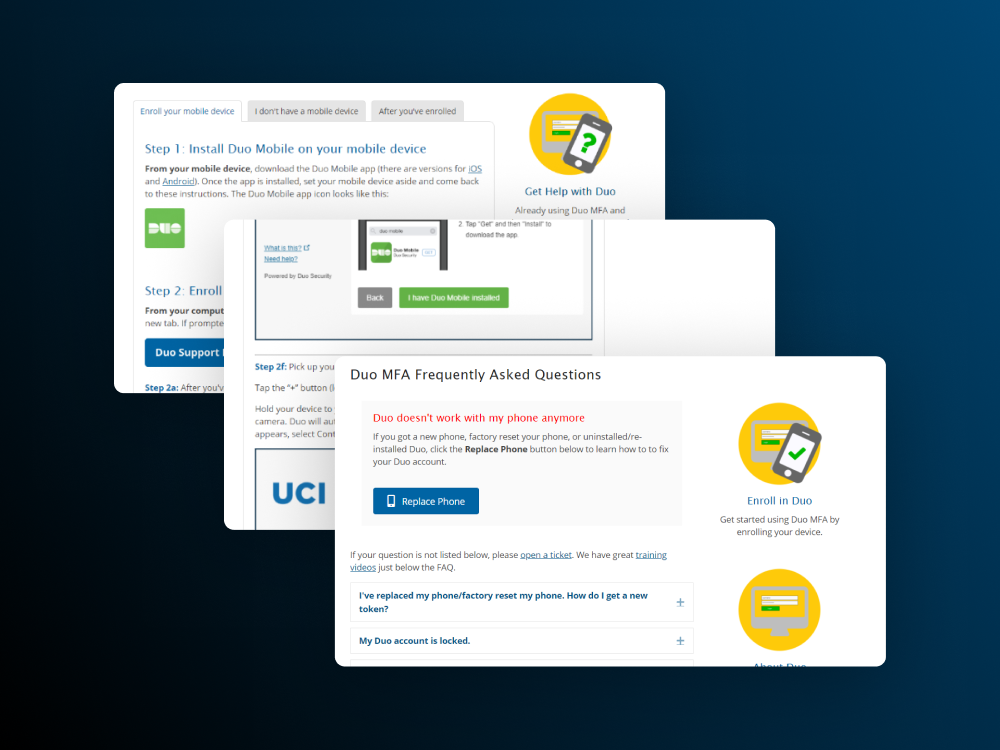 Enroll your mobile device
I don't have a mobile device
After you've enrolled
Step 1: Install Duo Mobile on your mobile device
From your mobile device, download the Duo Mobile app (there are versions for iOS
and Android). Once the app is installed, set your mobile device aside and come back
to these instructions. The Duo Mobile app icon looks like this:
DUO
Step 2: Enroll
From your comput
new tab. If prompte
Duo Support
Step 2a: After you'v
?
Get Help with Duo
Already using Duo MFA and
What is this?
Need help?
Powered by Duo Security
duo mobile
DUO
Duo Mobile
Duo Security
GET
2. Tap "Get" and then "Install" to
download the app.
Back
I have Duo Mobile installed
Step 2f: Pick up you
Tap the "+" button (
Hold your device to
camera. Duo will aut
appears, select Cont
UCI
Duo MFA Frequently Asked Questions
Duo doesn't work with my phone anymore
If you got a new phone, factory reset your phone, or uninstalled/re-
installed Duo, click the Replace Phone button below to learn how to to fix
your Duo account.
Replace Phone
If your question is not listed below, please open a ticket. We have great training
videos just below the FAQ.
I've replaced my phone/factory reset my phone. How do I get a new
token?
+
My Duo account is locked.
+
Enroll in Duo
Get started using Duo MFA by
enrolling your device.
About Duo